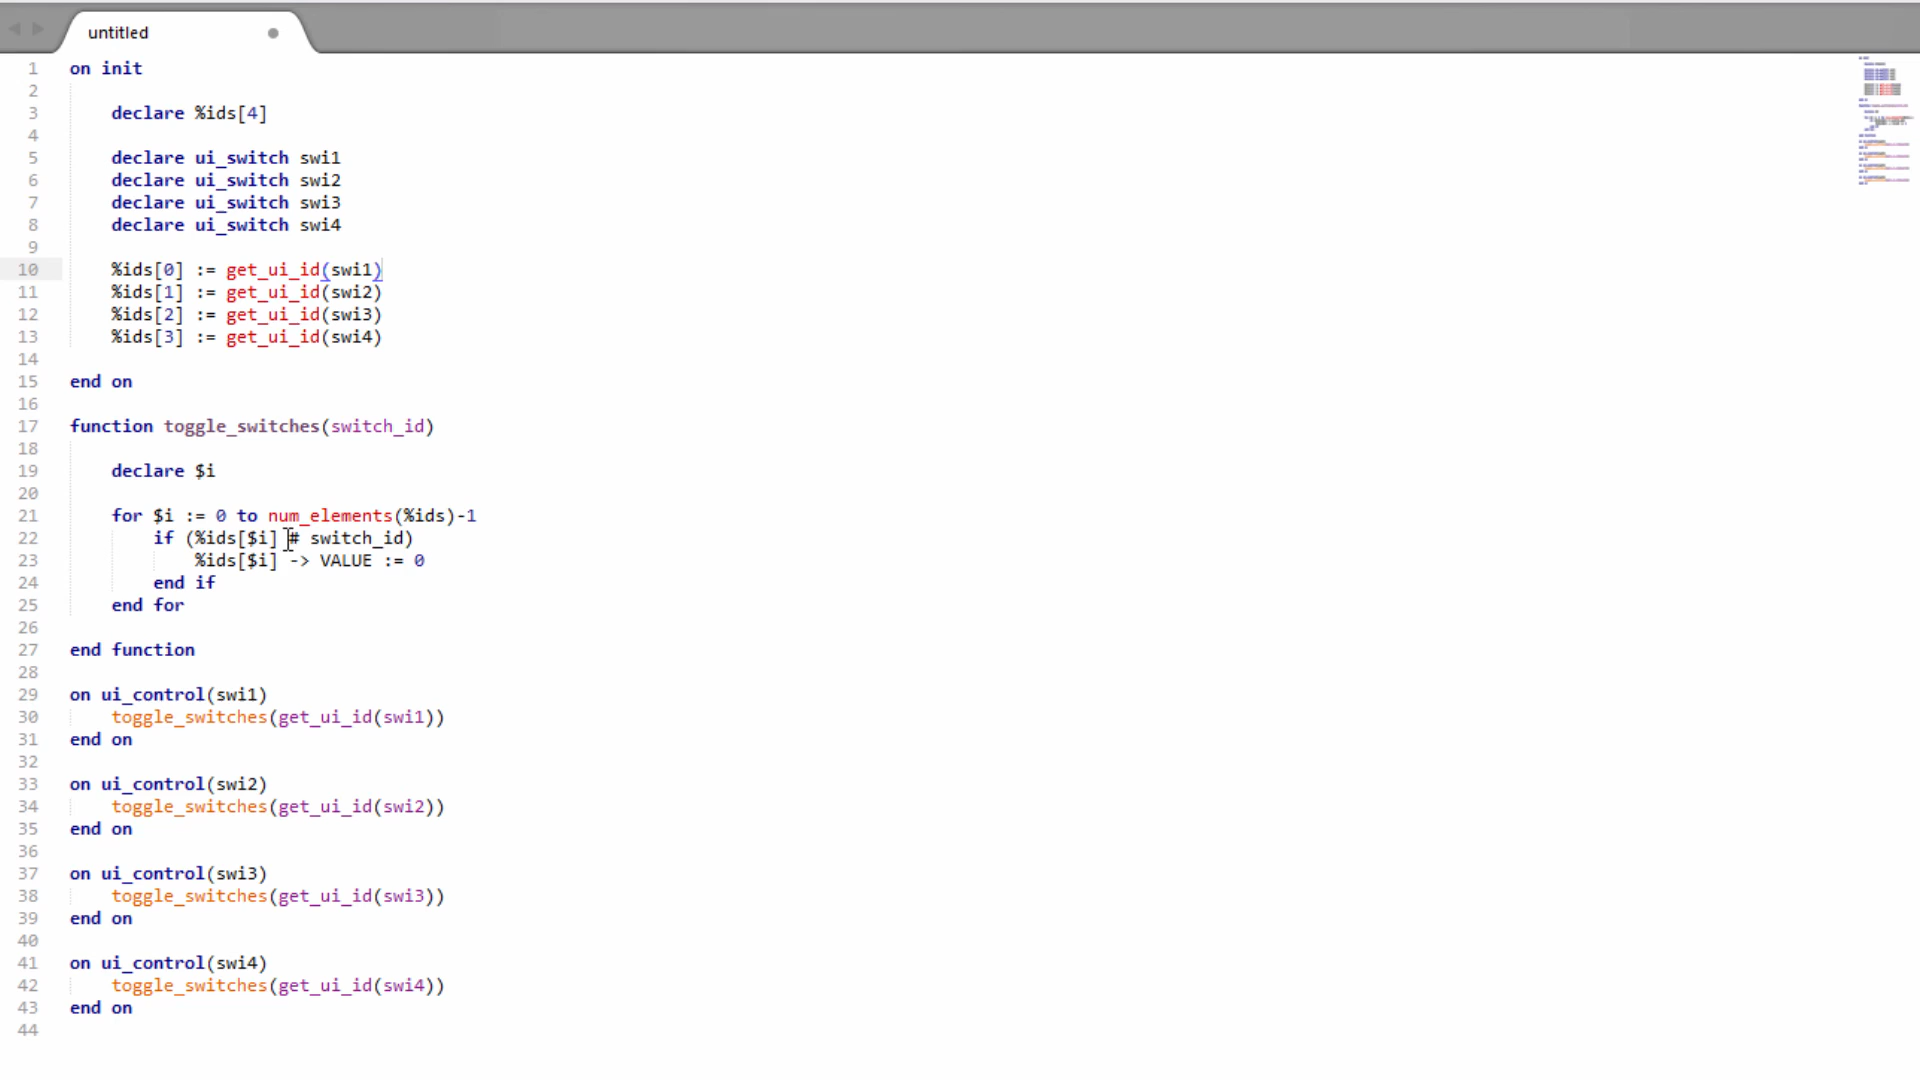 untitled
1 on init
2
3 declare %ids[4]
4
5 declare ui_switch swi1
6 declare ui_switch swi2
7 declare ui_switch swi3
8 declare ui_switch swi4
9
10 %ids[0] := get_ui_id(swi1)
11 %ids[1] := get_ui_id(swi2)
12 %ids[2] := get_ui_id(swi3)
13 %ids[3] := get_ui_id(swi4)
14
15 end on
16
17 function toggle_switches(switch_id)
18
19 declare $i
20
21 for $i := 0 to num_elements(%ids)-1
22 if (%ids[$i] # switch_id)
23 %ids[$i] -> VALUE := 0
24 end if
25 end for
26
27 end function
28
29 on ui_control(swi1)
30 toggle_switches(get_ui_id(swi1))
31 end on
32
33 on ui_control(swi2)
34 toggle_switches(get_ui_id(swi2))
35 end on
36
37 on ui_control(swi3)
38 toggle_switches(get_ui_id(swi3))
39 end on
40
41 on ui_control(swi4)
42 toggle_switches(get_ui_id(swi4))
43 end on
44